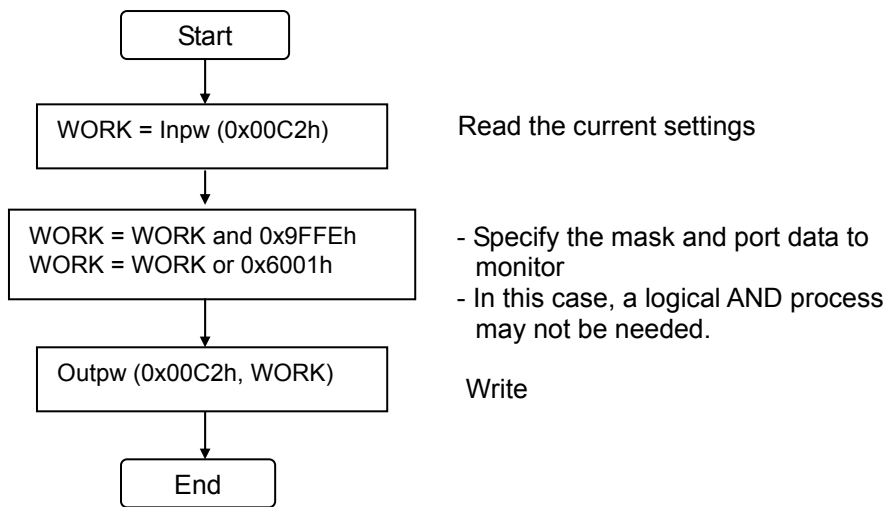 Start
WORK = Inpw (0x00C2h)
Read the current settings
WORK = WORK and 0x9FFEh
WORK = WORK or 0x6001h
- Specify the mask and port data to
monitor
- In this case, a logical AND process
may not be needed.
Outpw (0x00C2h, WORK)
Write
End